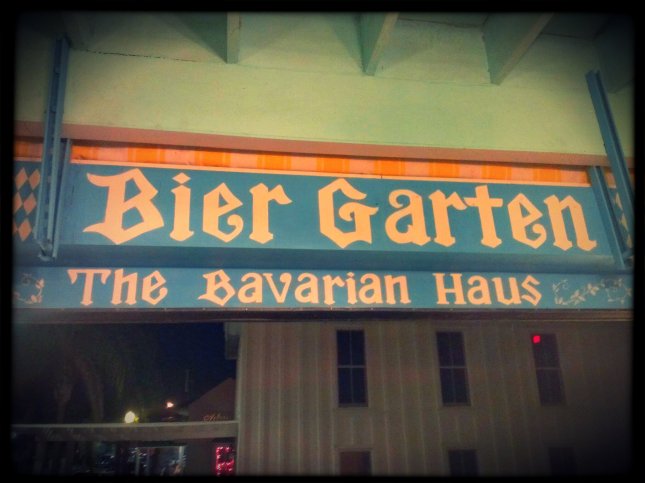 Bier Garten
The Bavarian Haus